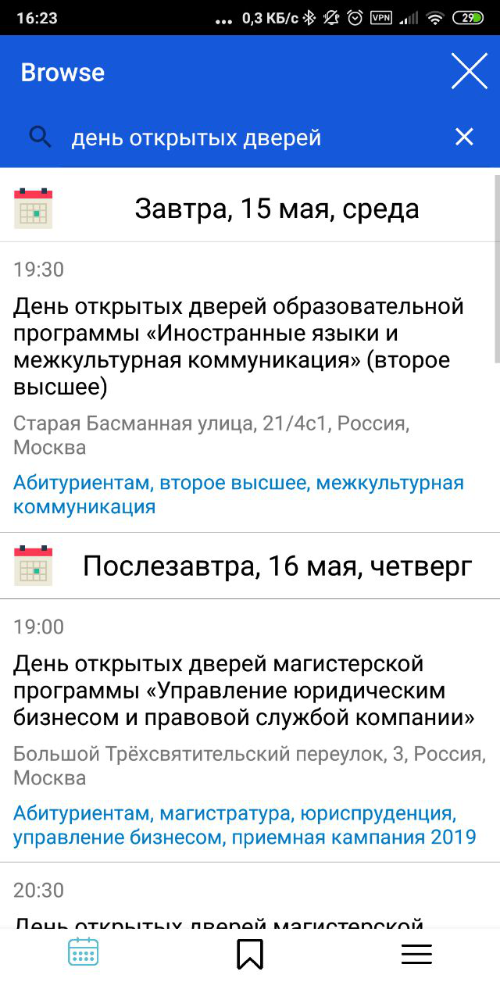 16:23
... 0,3 КБ/с VPN 29
Browse
день открытых дверей
Завтра, 15 мая, среда
19:30
День открытых дверей образовательной
программы «Иностранные языки и
межкультурная коммуникация» (второе
высшее)
Старая Басманная улица, 21/4с1, Россия,
Москва
Абитуриентам, второе высшее, межкультурная
коммуникация
Послезавтра, 16 мая, четверг
19:00
День открытых дверей магистерской
программы «Управление юридическим
бизнесом и правовой службой компании»
Большой Трёхсвятительский переулок, 3, Россия,
Москва
Абитуриентам, магистратура, юриспруденция,
управление бизнесом, приемная кампания 2019
20:30
День открытых дверей магистерской